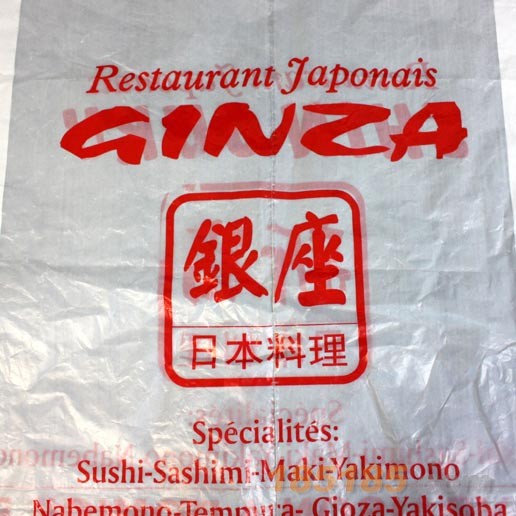 Restaurant Japonais
GINZA
銀座
日本料理
Spécialités:
Sushi-Sashimi-Maki-Yakimono
Nabemono-Tempura- Gioza-Yakisoba